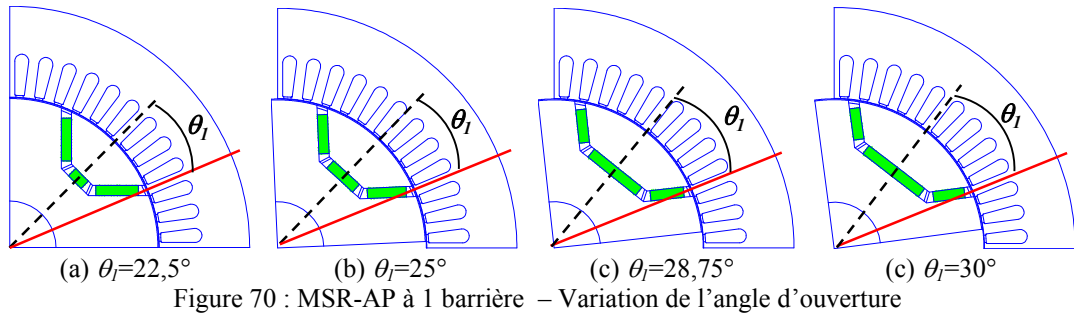 θ1
θ1
θ1
θ1
(a) θ1=22,5°
(b) θ1=25°
(c) θ1=28,75°
(c) θ1=30°
Figure 70 : MSR-AP à 1 barrière – Variation de l’angle d’ouverture